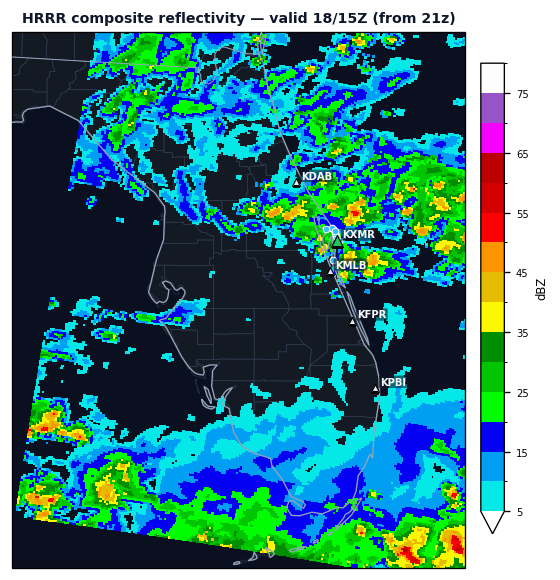 HRRR composite reflectivity — valid 18/15Z (from 21z)
KDAB
KXMR
KMLB
KFPR
KPBI
75
65
55
45
35
25
15
5
dBZ